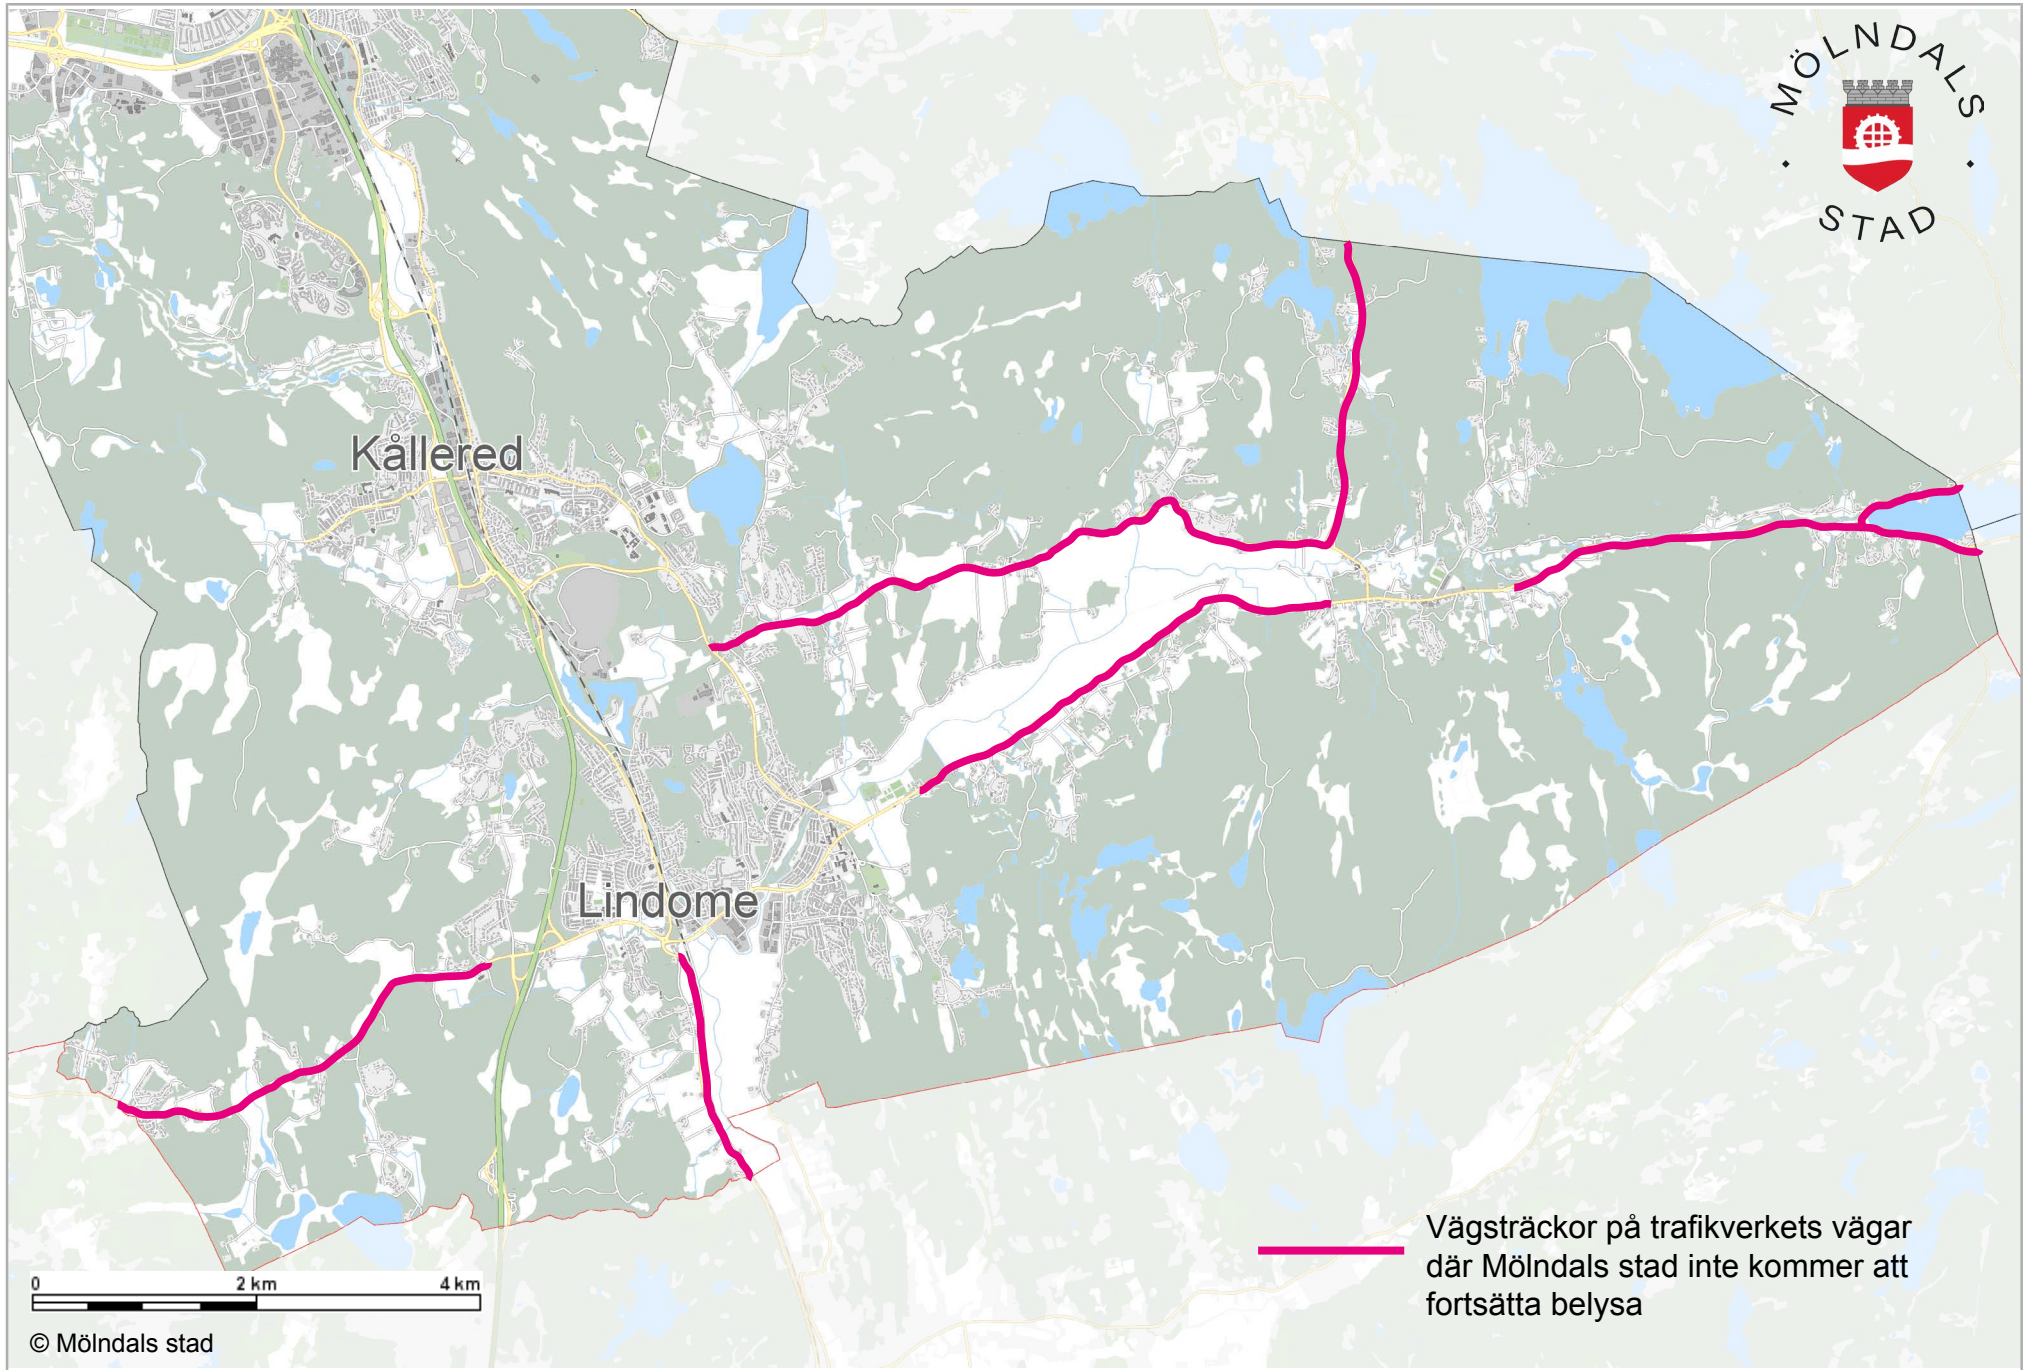 MÖLNDALS
STAD
Kållered
Lindome
Vägsträckor på trafikverkets vägar
där Mölndals stad inte kommer att
fortsätta belysa
0 2 km 4 km
© Mölndals stad